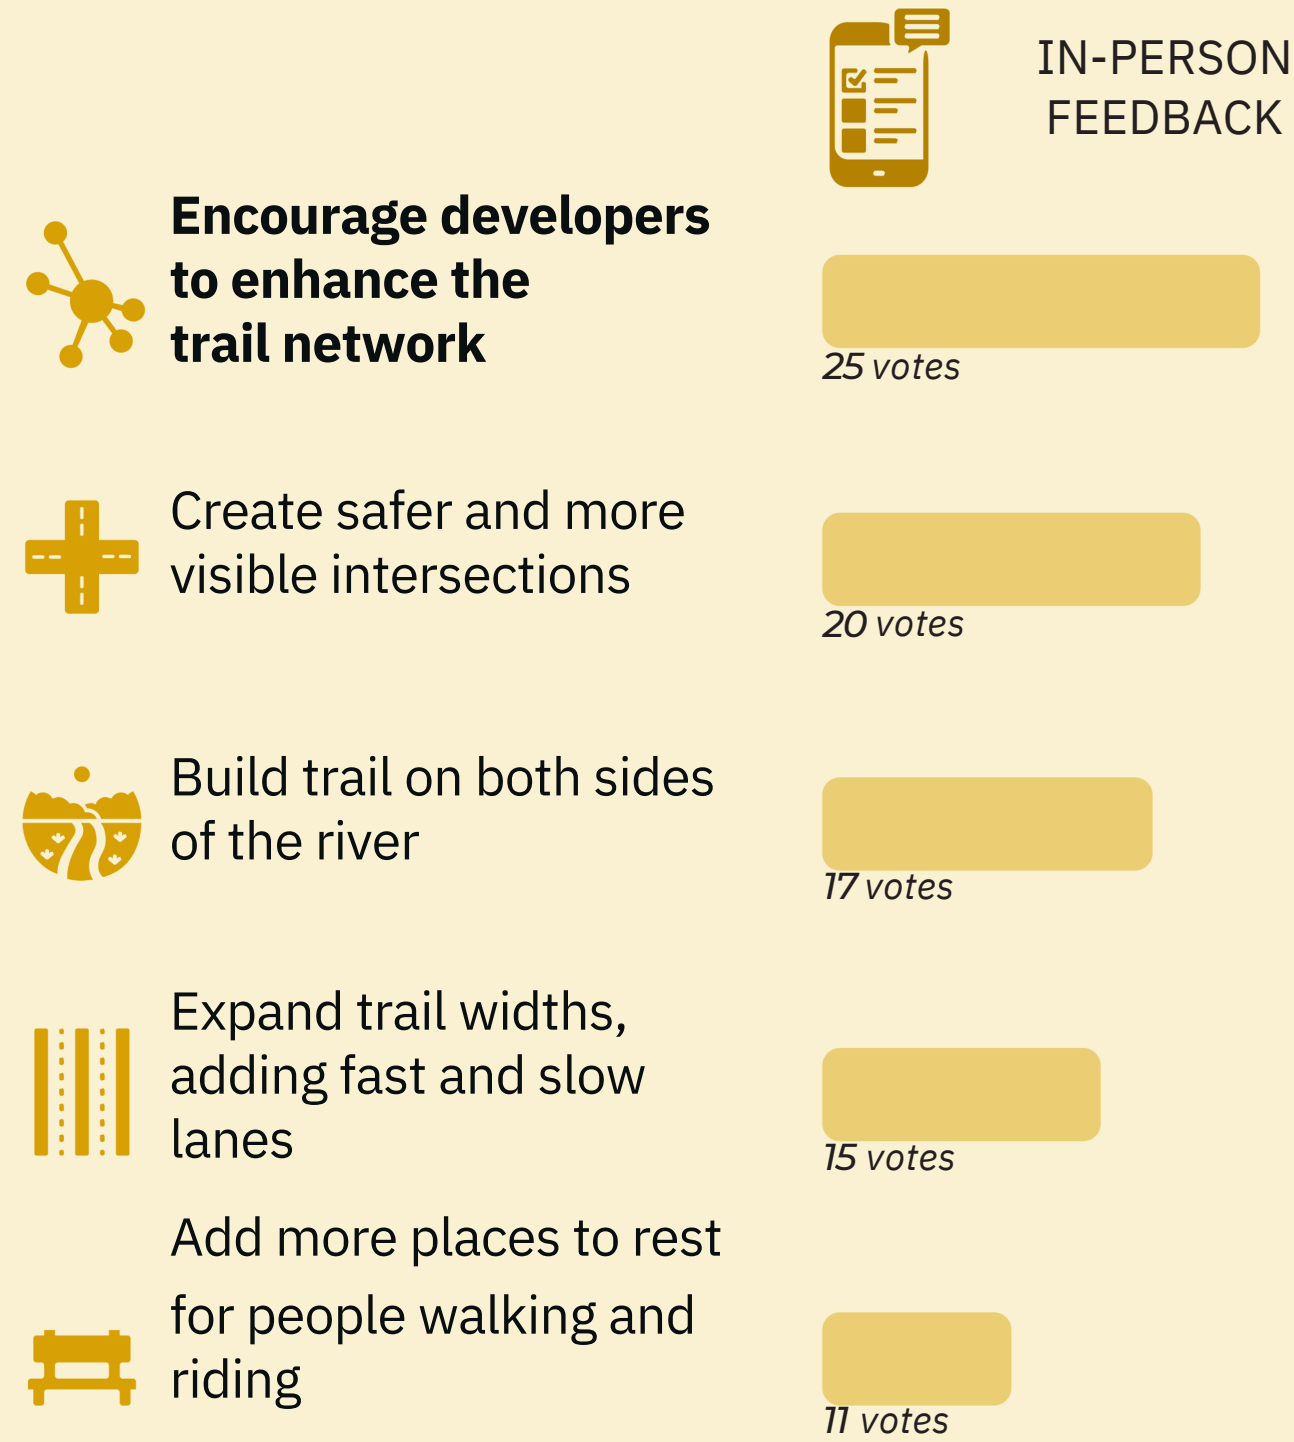 IN-PERSON
FEEDBACK
Encourage developers
to enhance the
trail network
25 votes
Create safer and more
visible intersections
20 votes
Build trail on both sides
of the river
17 votes
Expand trail widths,
adding fast and slow
lanes
15 votes
Add more places to rest
for people walking and
riding
11 votes